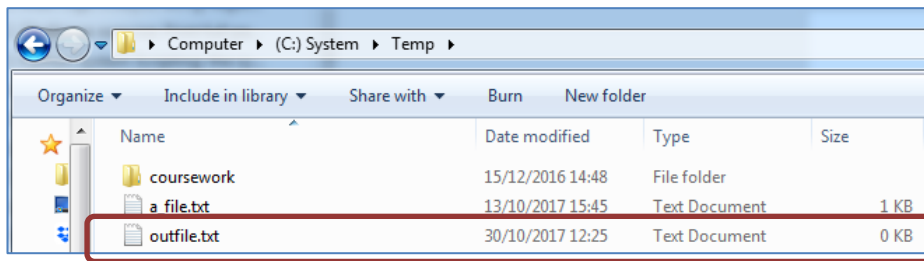 Computer (C:) System Temp
Organize Include in library Share with Burn New folder
Name Date modified Type Size
coursework 15/12/2016 14:48 File folder
a_file.txt 13/10/2017 15:45 Text Document 1 KB
outfile.txt 30/10/2017 12:25 Text Document 0 KB